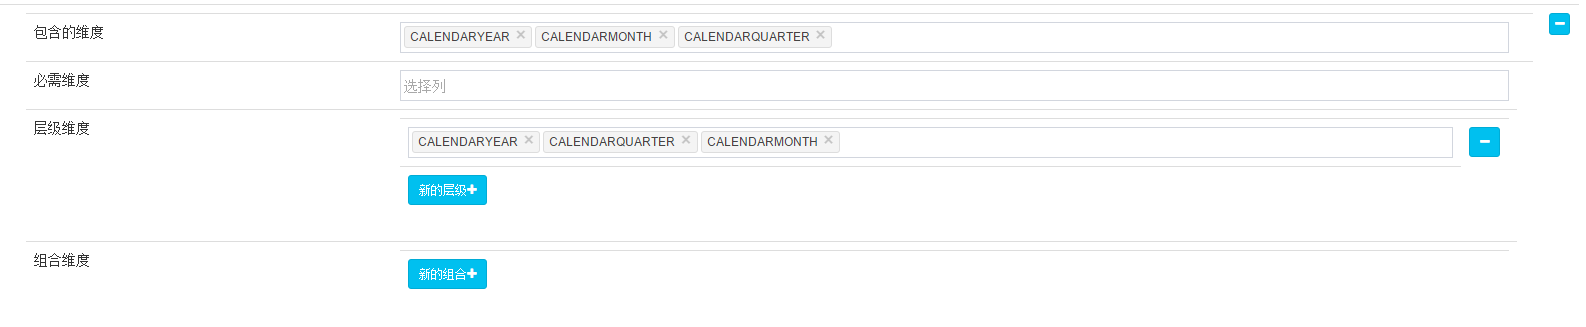 包含的维度
CALENDARYEAR × CALENDARMONTH × CALENDARQUARTER ×
必需维度
选择列
层级维度
CALENDARYEAR × CALENDARQUARTER × CALENDARMONTH ×
新的层级+
组合维度
新的组合+